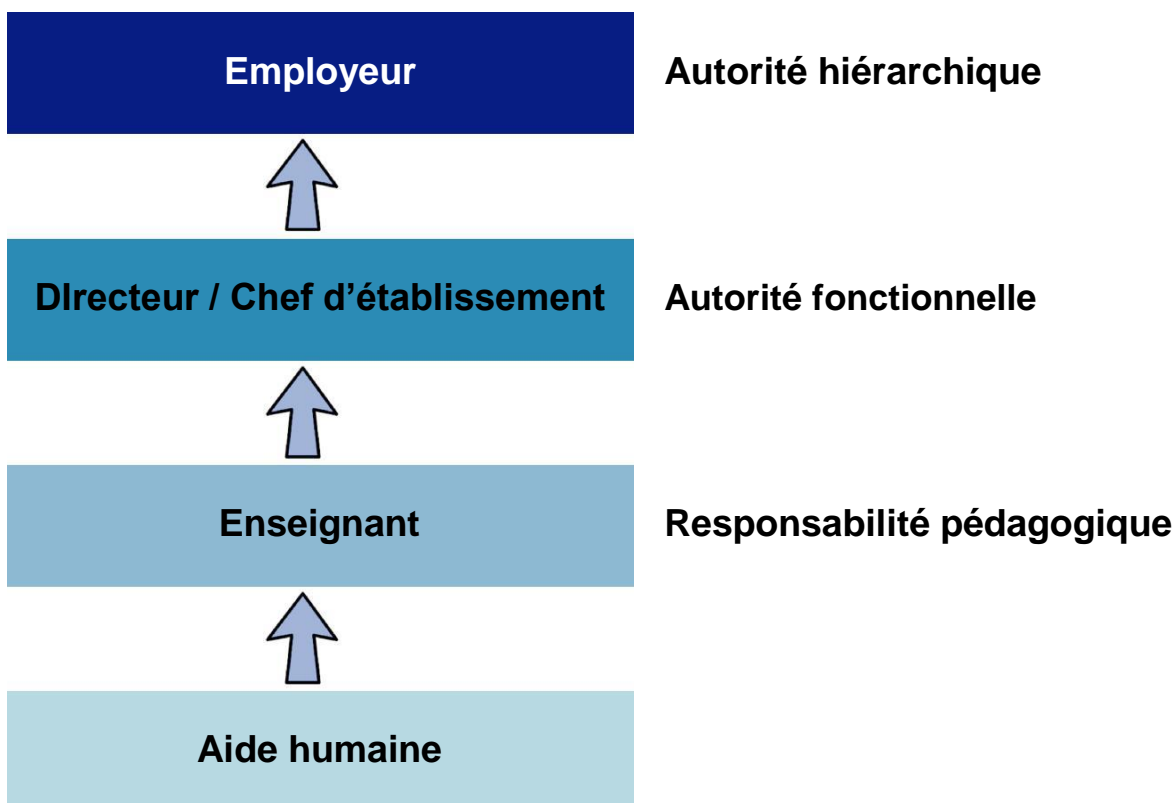 Employeur Autorité hiérarchique
DIrecteur / Chef d’établissement Autorité fonctionnelle
Enseignant Responsabilité pédagogique
Aide humaine